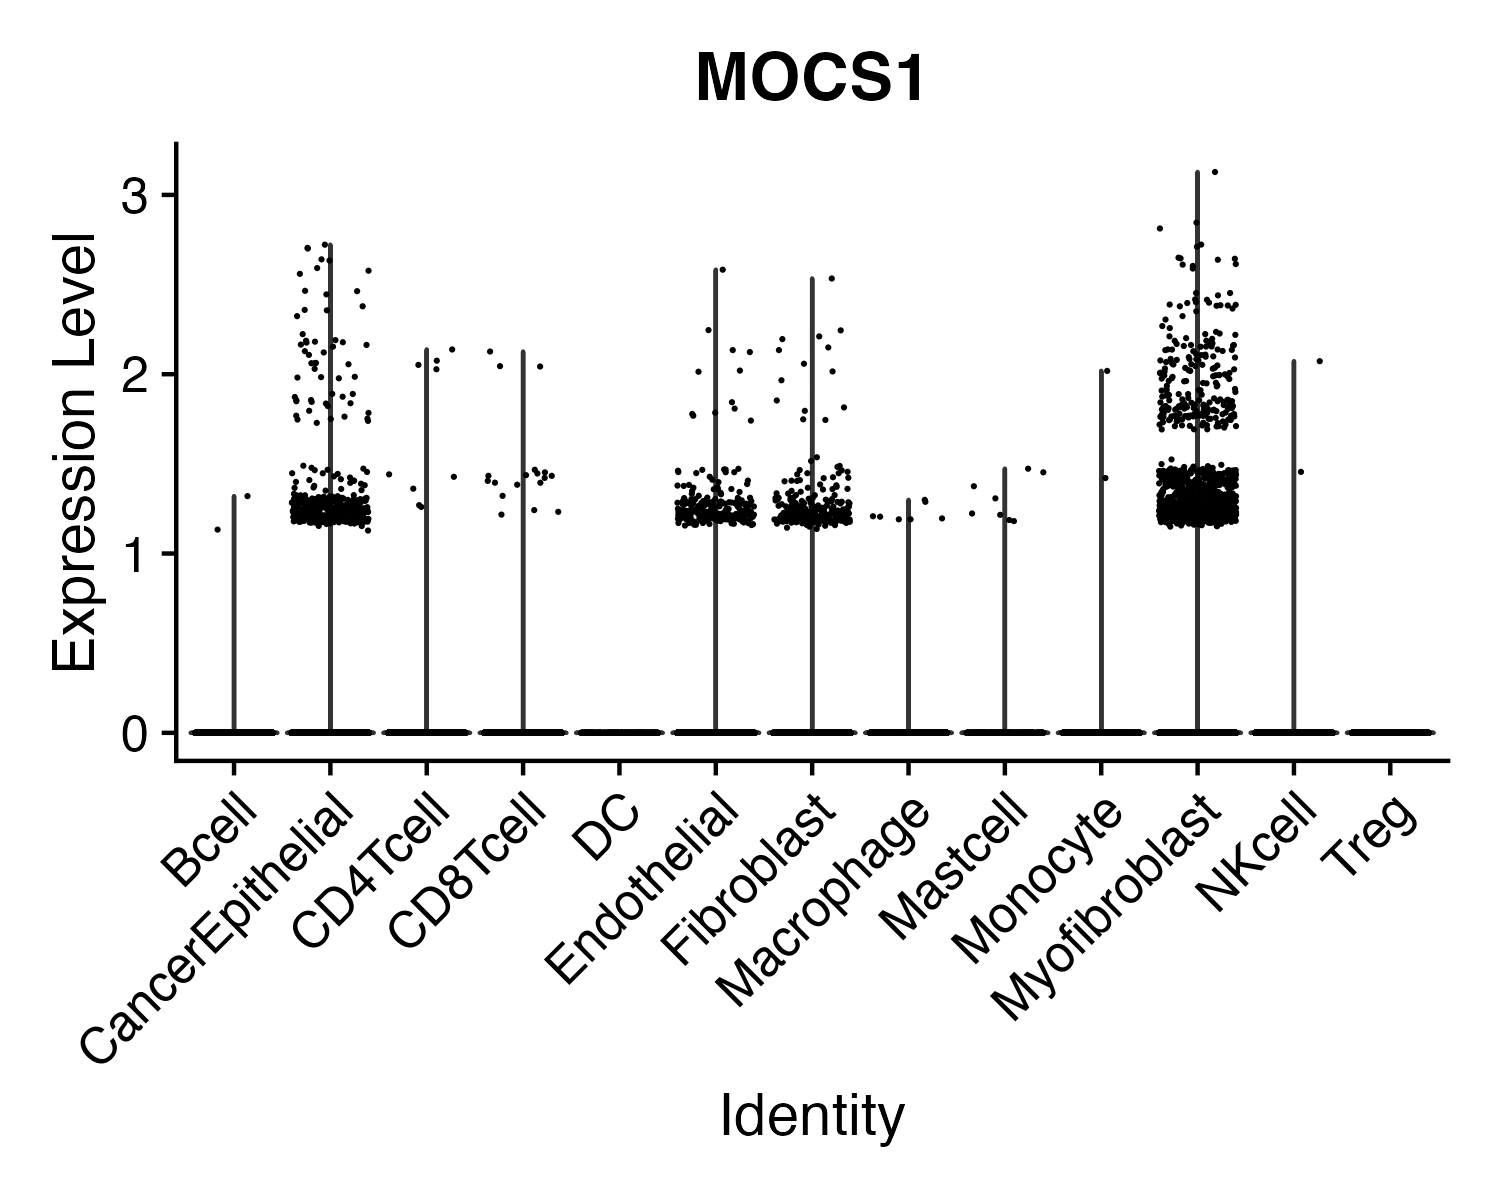 MOCS1
Expression Level
3
2
1
0
Bcell
CancerEpithelial
CD4Tcell
CD8Tcell
DC
Endothelial
Fibroblast
Macrophage
Mastcell
Monocyte
Myofibroblast
NKcell
Treg
Identity